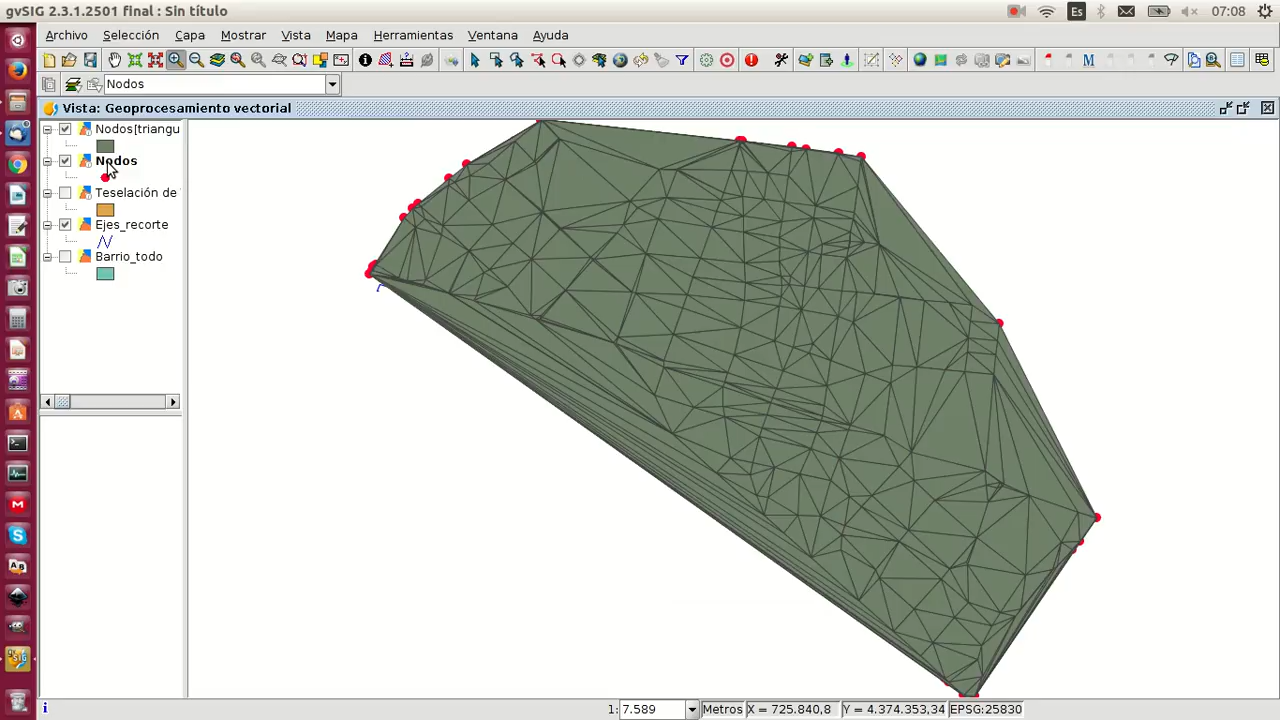 gvSIG 2.3.1.2501 final : Sin título
Es
07:08
Archivo Selección Capa Mostrar Vista Mapa Herramientas Ventana Ayuda
Nodos
Vista: Geoprocesamiento vectorial
Nodos[triangu
Nodos
Teselación de
Ejes_recorte
Barrio_todo
1: 7.589 Metros X = 725.840,8 Y = 4.374.353,34 EPSG:25830